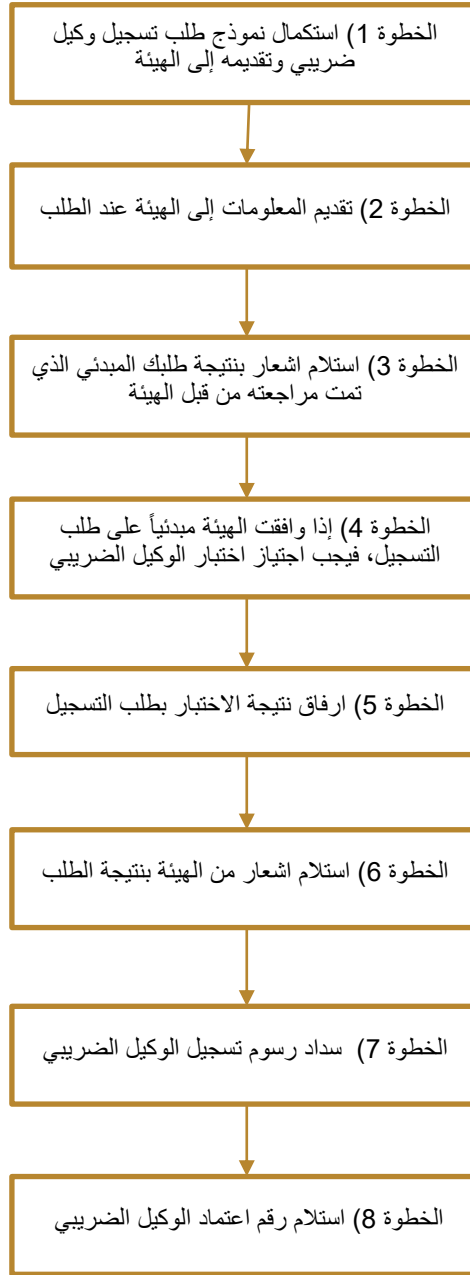 الخطوة 1) استكمال نموذج طلب تسجيل وكيل
ضريبي وتقديمه إلى الهيئة
الخطوة 2) تقديم المعلومات إلى الهيئة عند الطلب
الخطوة 3) استلام اشعار بنتيجة طلبك المبدئي الذي
تمت مراجعته من قبل الهيئة
الخطوة 4) إذا وافقت الهيئة مبدئياً على طلب
التسجيل، فيجب اجتياز اختبار الوكيل الضريبي
الخطوة 5) ارفاق نتيجة الاختبار بطلب التسجيل
الخطوة 6) استلام اشعار من الهيئة بنتيجة الطلب
الخطوة 7) سداد رسوم تسجيل الوكيل الضريبي
الخطوة 8) استلام رقم اعتماد الوكيل الضريبي